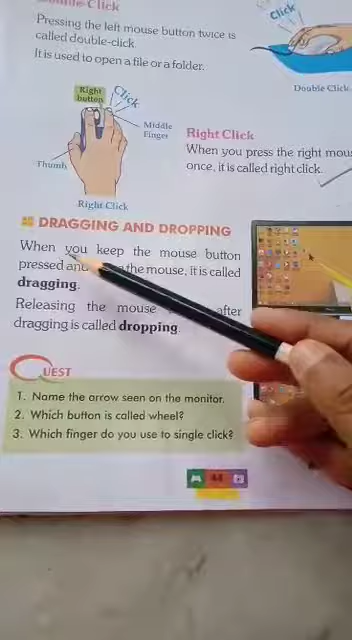 Double Click
Pressing the left mouse button twice is
called double-click.
It is used to open a file or a folder.
Click
Double Click
Right
button
Click
Middle
Finger
Thumb
Right Click
Right Click
When you press the right mou
once, it is called right click.
DRAGGING AND DROPPING
When you keep the mouse button
pressed and the mouse, it is called
dragging.
Releasing the mouse after
dragging is called dropping.
QUEST
1. Name the arrow seen on the monitor.
2. Which button is called wheel?
3. Which finger do you use to single click?
44